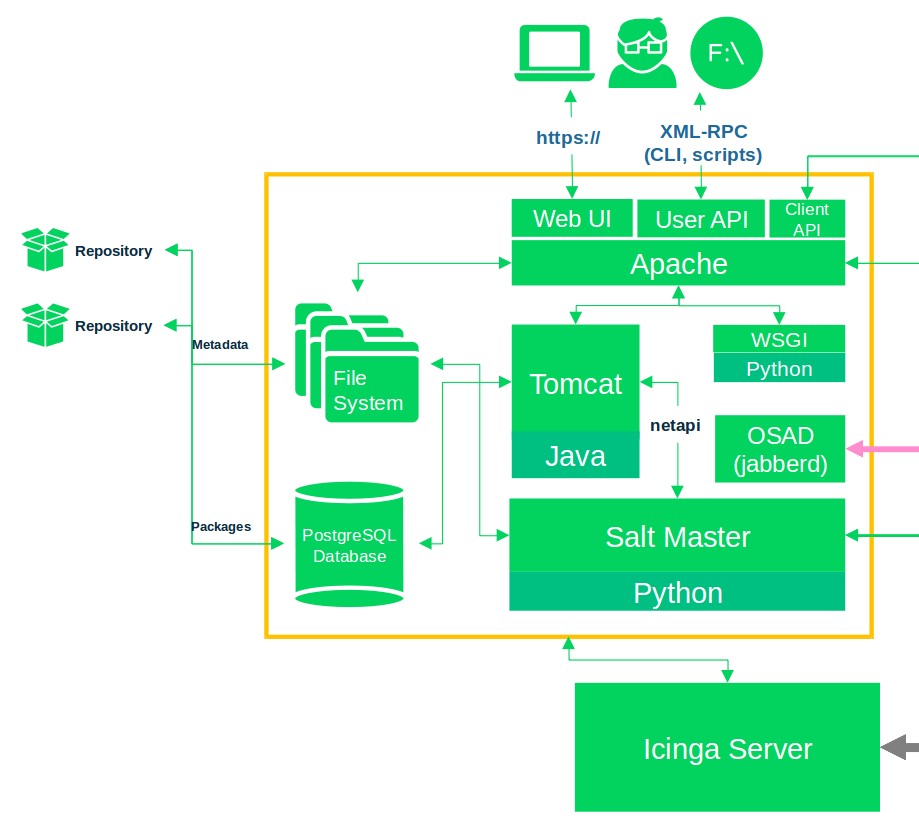 F:\
https://
XML-RPC
(CLI, scripts)
Web UI
User API
Client
API
Apache
Repository
Repository
Metadata
File
System
Tomcat
Java
WSGI
Python
netapi
OSAD
(jabberd)
Packages
PostgreSQL
Database
Salt Master
Python
Icinga Server